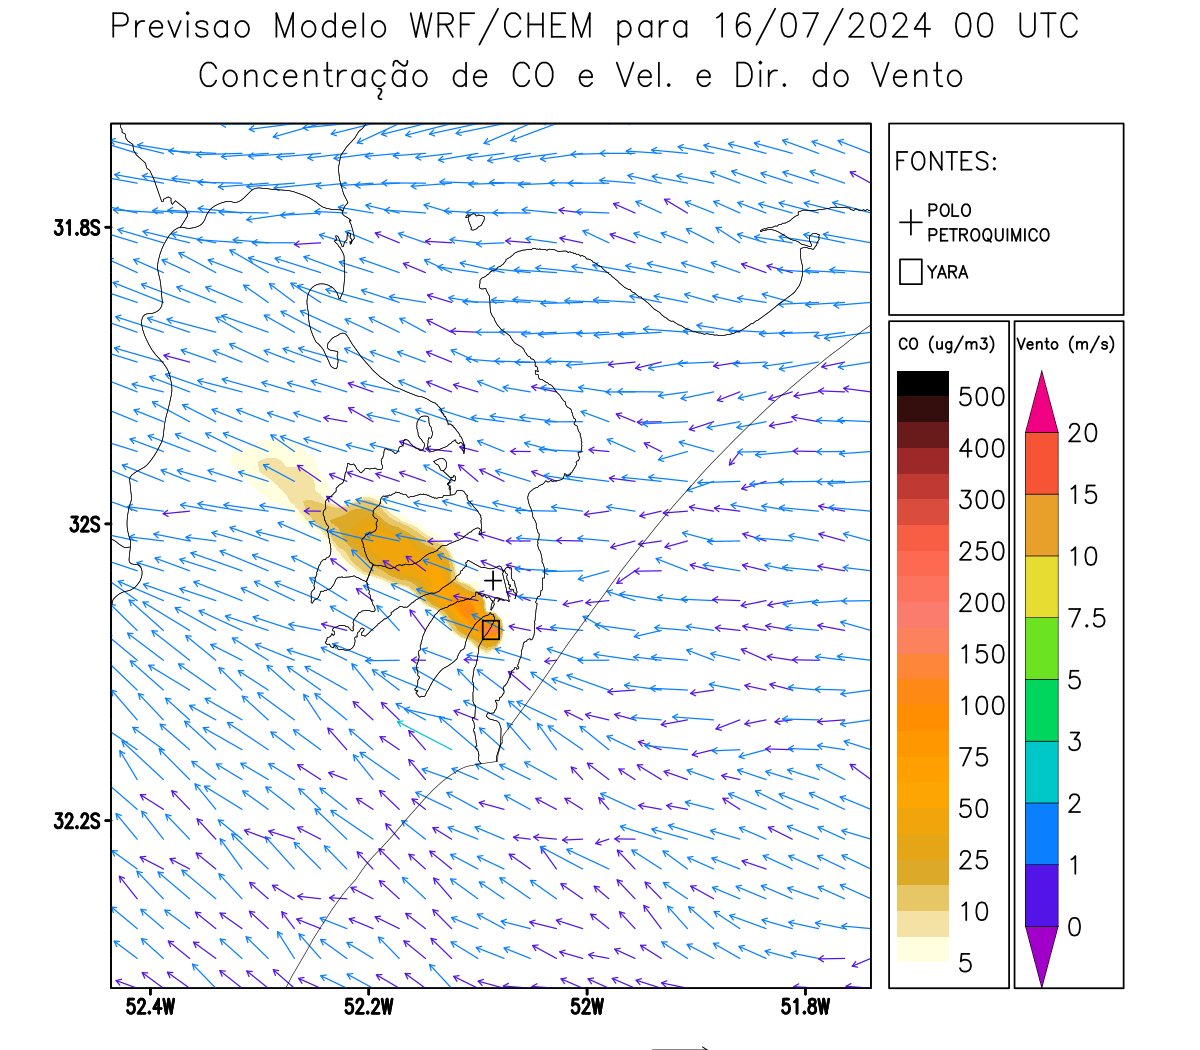 Previsao Modelo WRF/CHEM para 16/07/2024 00 UTC
Concentração de CO e Vel. e Dir. do Vento
FONTES:
POLO
PETROQUIMICO
YARA
CO (ug/m3)
500
400
300
250
200
150
100
75
50
25
10
5
Vento (m/s)
20
15
10
7.5
5
3
2
1
0
31.8S
32S
32.2S
52.4W
52.2W
52W
51.8W